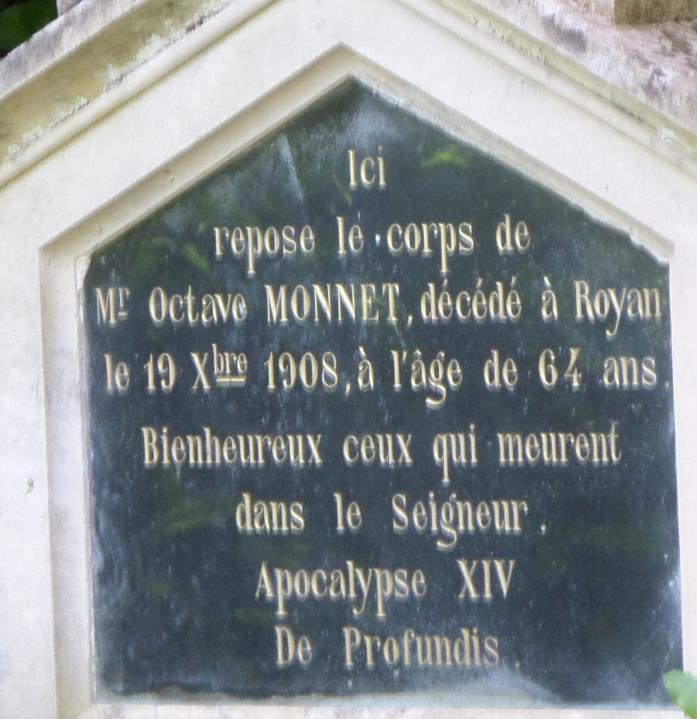 Ici
repose le corps de
Mr Octave MONNET, décédé à Royan
le 19 Xbre 1908, à l'âge de 64 ans.
Bienheureux ceux qui meurent
dans le Seigneur.
Apocalypse XIV
De Profundis.